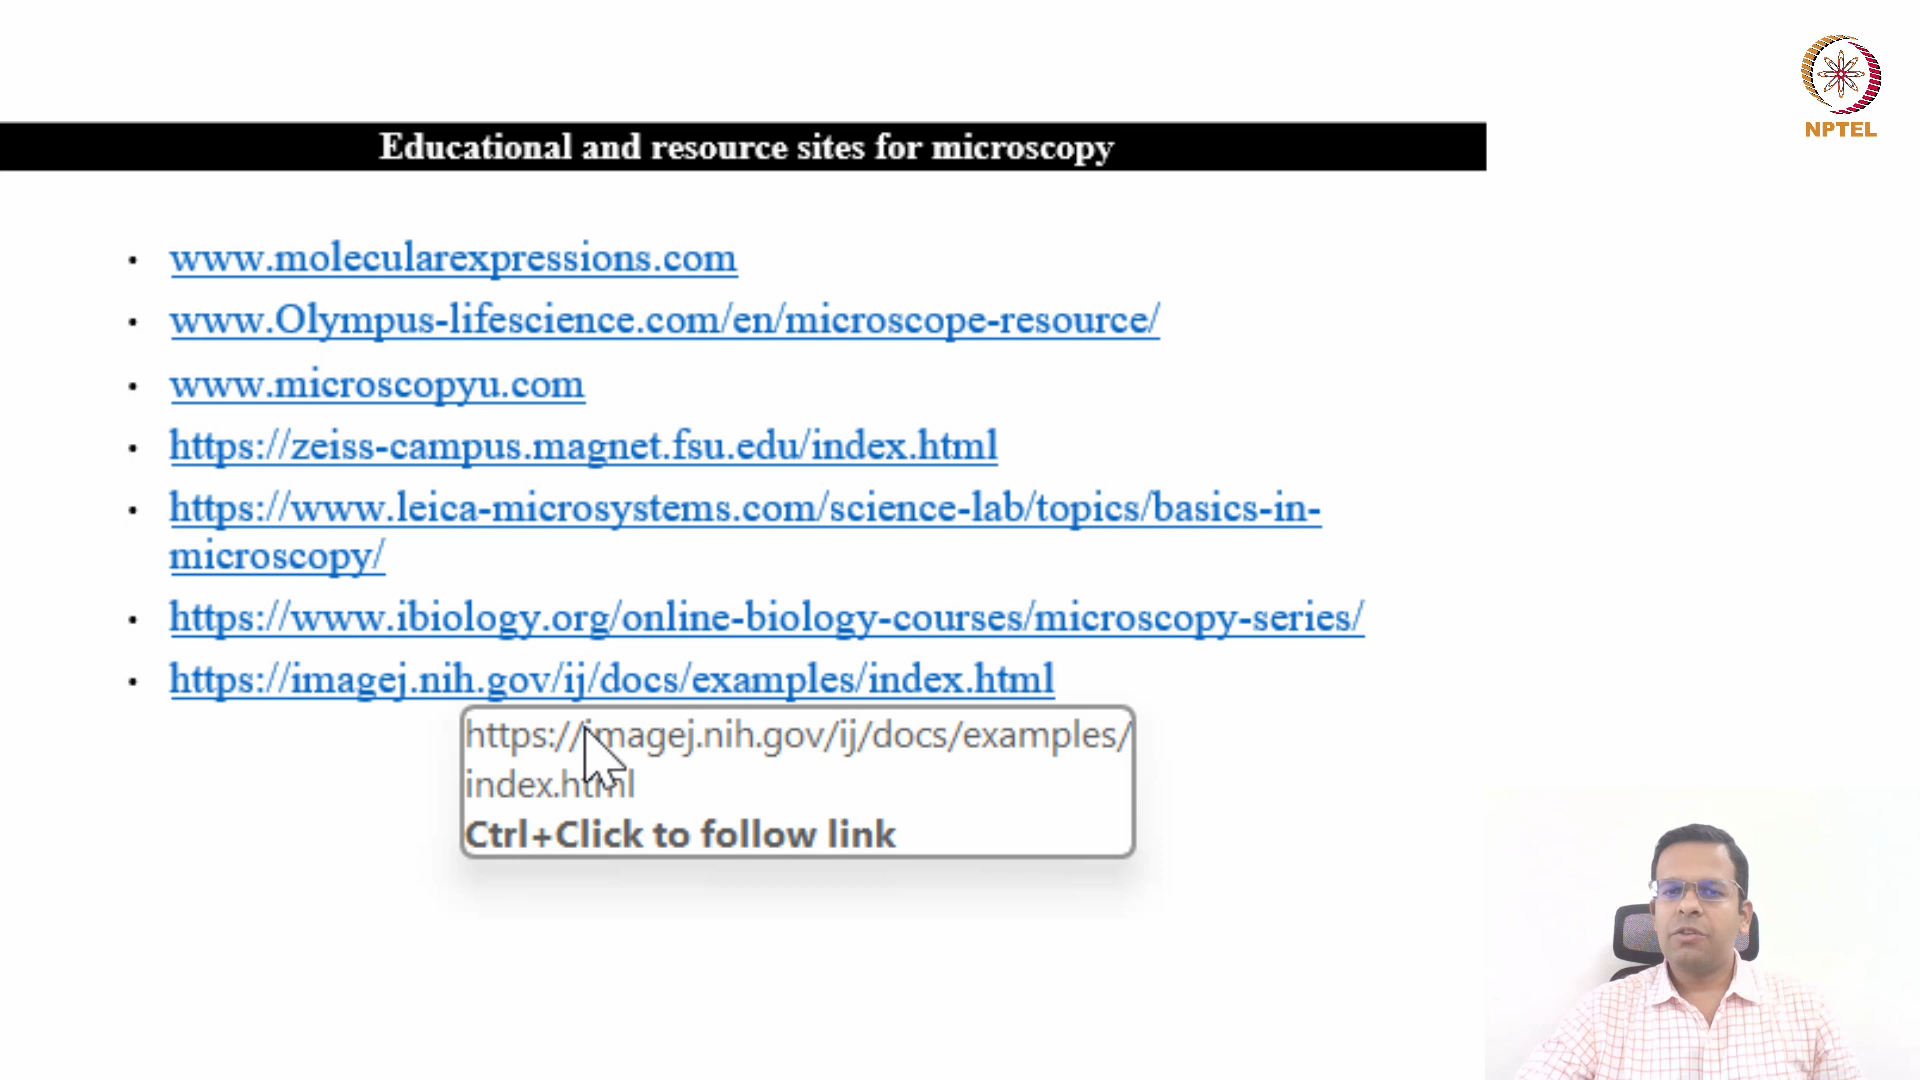 NPTEL
Educational and resource sites for microscopy
• www.molecularexpressions.com
• www.Olympus-lifescience.com/en/microscope-resource/
• www.microscopyu.com
• https://zeiss-campus.magnet.fsu.edu/index.html
• https://www.leica-microsystems.com/science-lab/topics/basics-in-
microscopy/
• https://www.ibiology.org/online-biology-courses/microscopy-series/
• https://imagej.nih.gov/ij/docs/examples/index.html
https://imagej.nih.gov/ij/docs/examples/
index.html
Ctrl+Click to follow link